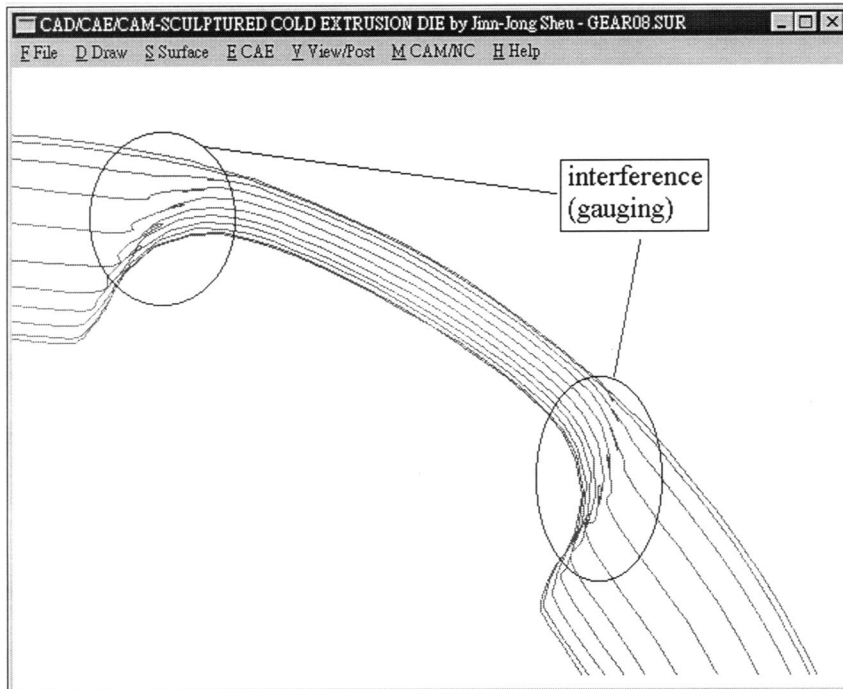 CAD/CAE/CAM-SCULPTURED COLD EXTRUSION DIE by Jinn-Jong Sheu - GEAR08.SUR
F File D Draw S Surface E CAE V View/Post M CAM/NC H Help
interference
(gauging)